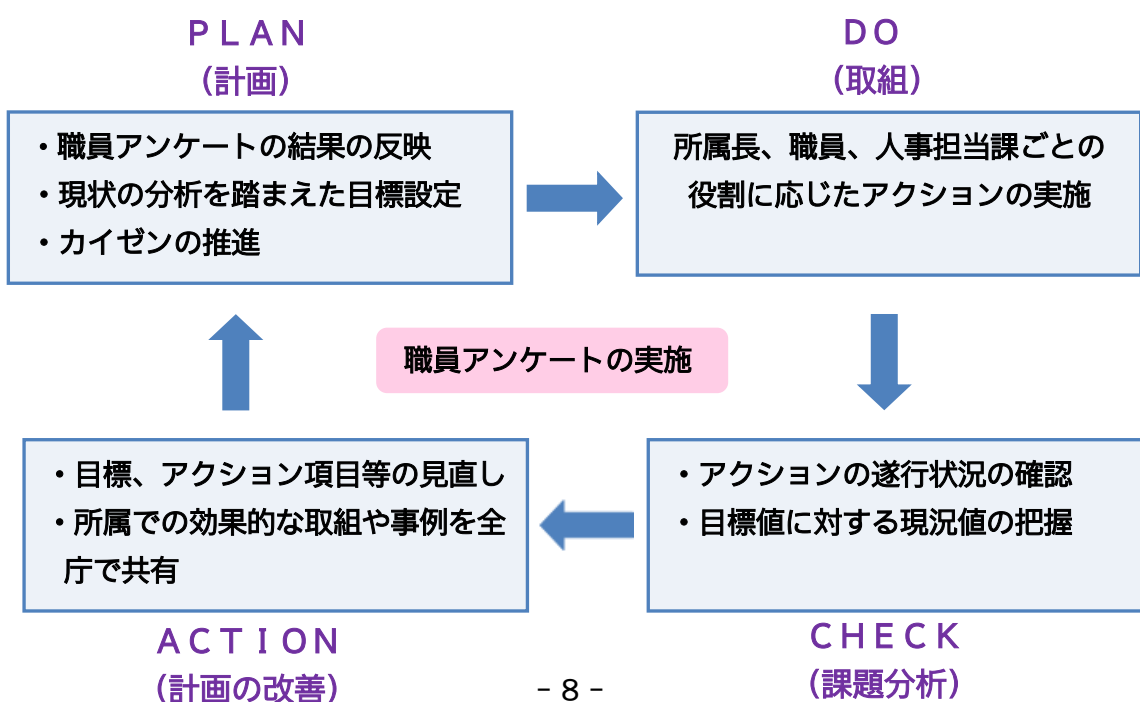 ＰＬＡＮ
（計画）
・職員アンケートの結果の反映
・現状の分析を踏まえた目標設定
・カイゼンの推進
ＤＯ
（取組）
所属長、職員、人事担当課ごとの
役割に応じたアクションの実施
職員アンケートの実施
・目標、アクション項目等の見直し
・所属での効果的な取組や事例を全
庁で共有
ＡＣＴＩＯＮ
（計画の改善）
・アクションの遂行状況の確認
・目標値に対する現況値の把握
ＣＨＥＣＫ
（課題分析）
- 8 -